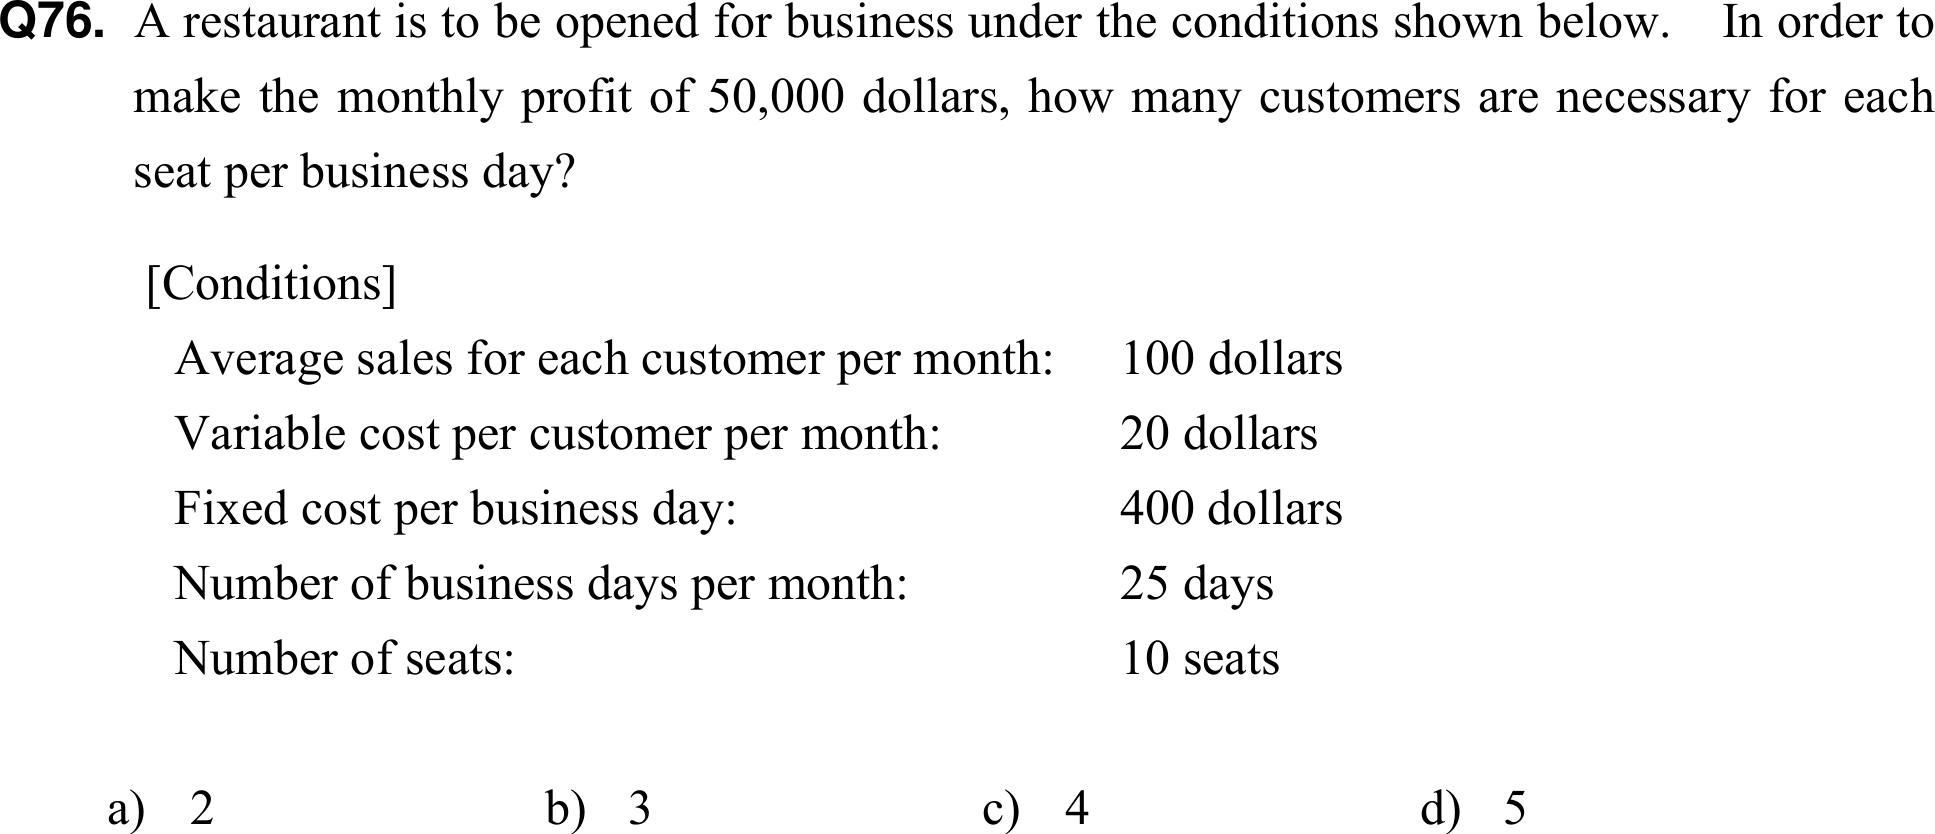 Q76. A restaurant is to be opened for business under the conditions shown below. In order to
make the monthly profit of 50,000 dollars, how many customers are necessary for each
seat per business day?
[Conditions]
Average sales for each customer per month: 100 dollars
Variable cost per customer per month: 20 dollars
Fixed cost per business day: 400 dollars
Number of business days per month: 25 days
Number of seats: 10 seats
a) 2 b) 3 c) 4 d) 5